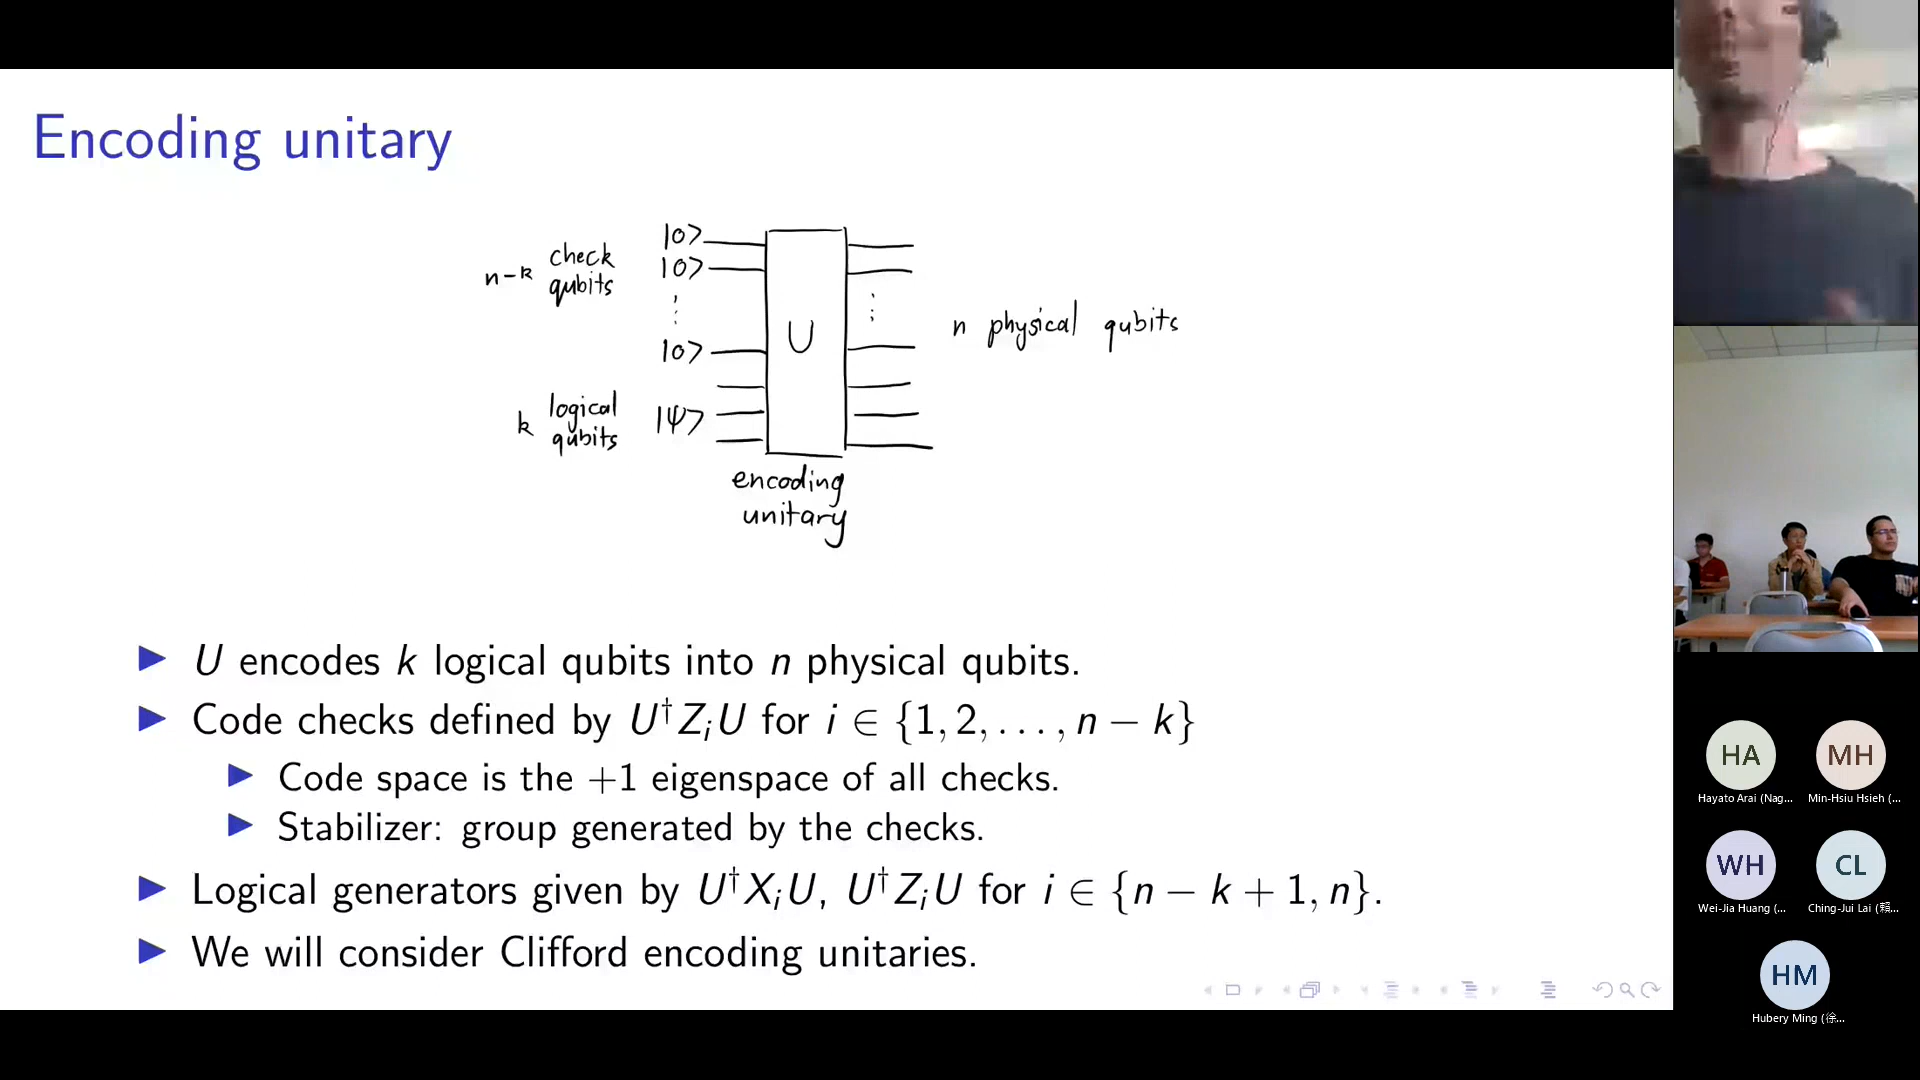 Encoding unitary
n-k check qubits
|0>
|0>
|0>
k logical qubits
|ψ>
U
n physical qubits
encoding
unitary
▶ U encodes k logical qubits into n physical qubits.
▶ Code checks defined by U†ZᵢU for i ∈ {1, 2, . . . , n − k}
▶ Code space is the +1 eigenspace of all checks.
▶ Stabilizer: group generated by the checks.
▶ Logical generators given by U†XᵢU, U†ZᵢU for i ∈ {n − k + 1, n}.
▶ We will consider Clifford encoding unitaries.
HA
MH
Hayato Arai (Nag...
Min-Hsiu Hsieh (...
WH
CL
Wei-Jia Huang (...
Ching-Jui Lai (賴...
HM
Hubery Ming (徐...